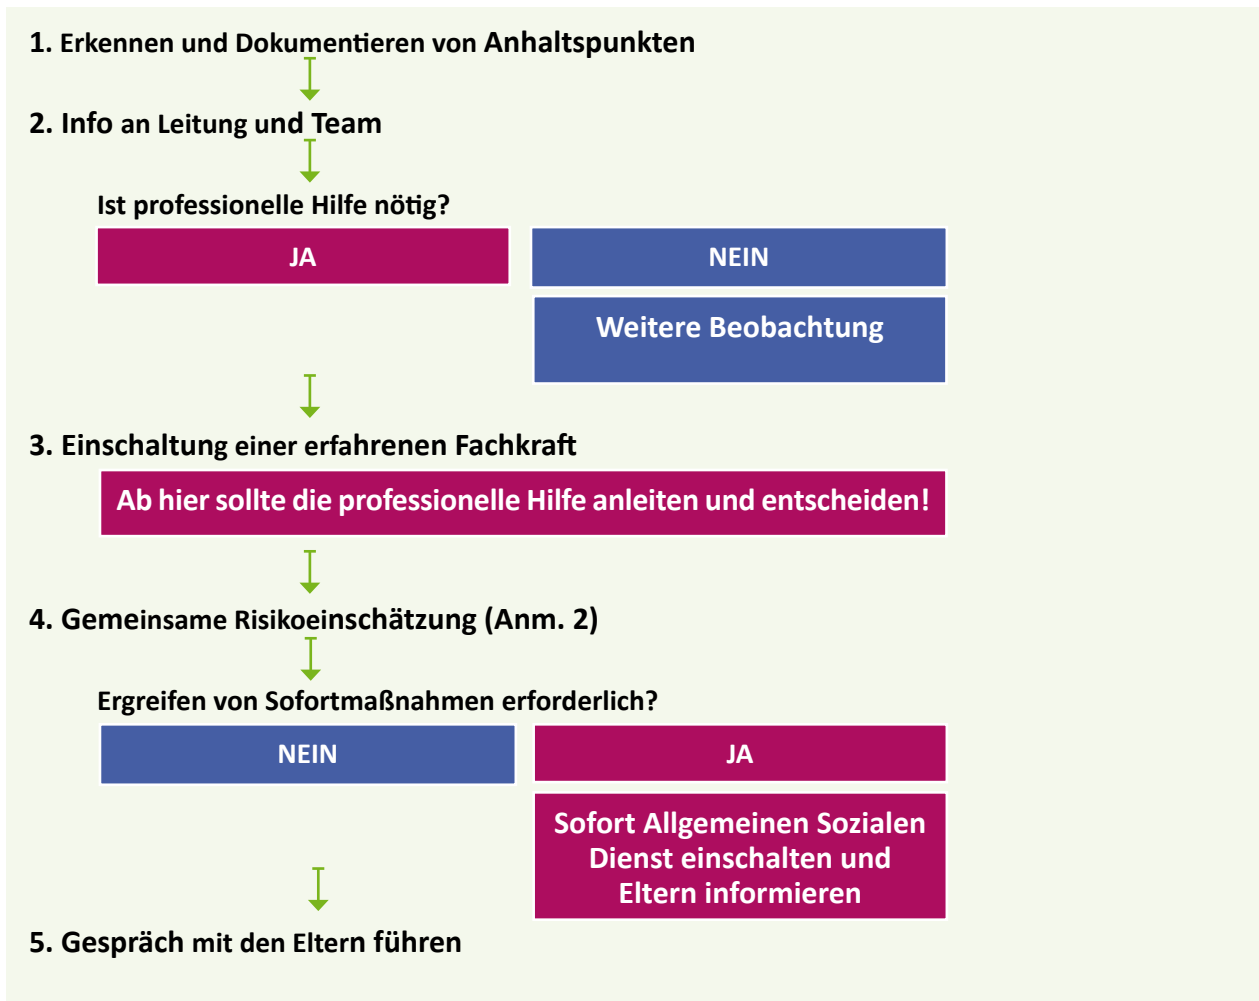 1. Erkennen und Dokumentieren von Anhaltspunkten
2. Info an Leitung und Team
Ist professionelle Hilfe nötig?
JA
NEIN
Weitere Beobachtung
3. Einschaltung einer erfahrenen Fachkraft
Ab hier sollte die professionelle Hilfe anleiten und entscheiden!
4. Gemeinsame Risikoeinschätzung (Anm. 2)
Ergreifen von Sofortmaßnahmen erforderlich?
NEIN
JA
Sofort Allgemeinen Sozialen
Dienst einschalten und
Eltern informieren
5. Gespräch mit den Eltern führen